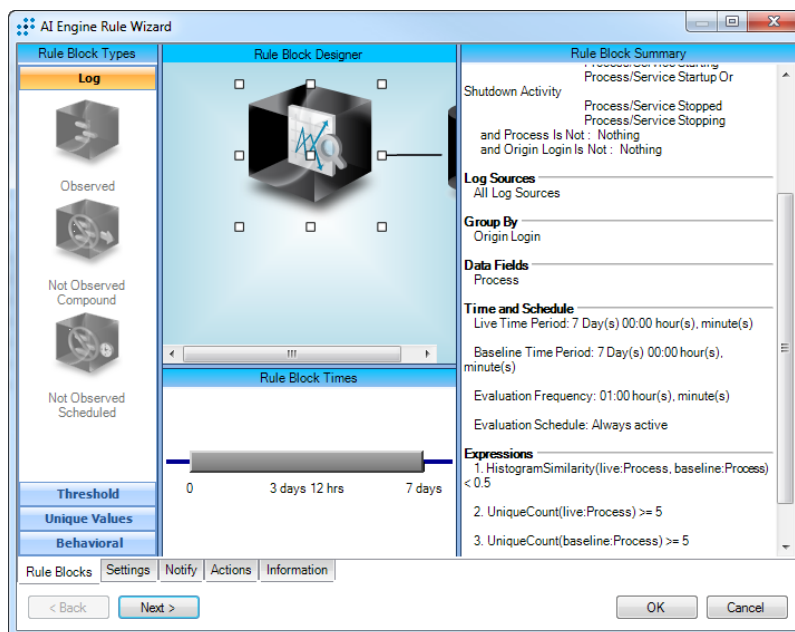 AI Engine Rule Wizard
Rule Block Types
Log
Observed
Not Observed
Compound
Not Observed
Scheduled
Threshold
Unique Values
Behavioral
Rule Block Designer
Rule Block Times
0 3 days 12 hrs 7 days
Rule Block Summary
Process/Service Starting
Process/Service Startup Or
Shutdown Activity
Process/Service Stopped
Process/Service Stopping
and Process Is Not : Nothing
and Origin Login Is Not : Nothing
Log Sources
All Log Sources
Group By
Origin Login
Data Fields
Process
Time and Schedule
Live Time Period: 7 Day(s) 00:00 hour(s), minute(s)
Baseline Time Period: 7 Day(s) 00:00 hour(s),
minute(s)
Evaluation Frequency: 01:00 hour(s), minute(s)
Evaluation Schedule: Always active
Expressions
1. HistogramSimilarity(live:Process, baseline:Process)
< 0.5
2. UniqueCount(live:Process) >= 5
3. UniqueCount(baseline:Process) >= 5
Rule Blocks Settings Notify Actions Information
< Back Next > OK Cancel